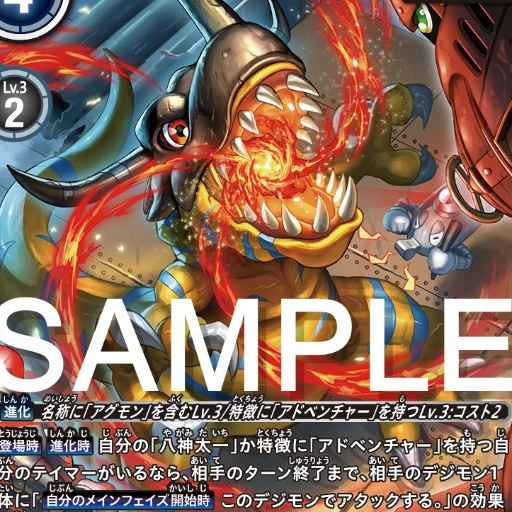 4
Lv.3
2
SAMPLE
進化 名称に「アグモン」を含むLv.3/特徴に「アドベンチャー」を持つLv.3:コスト2
登場時 進化時 自分の「八神太一」か特徴に「アドベンチャー」を持つ自
分のテイマーがいるなら、相手のターン終了まで、相手のデジモン1
体に「 自分のメインフェイズ開始時 このデジモンでアタックする。」の効果